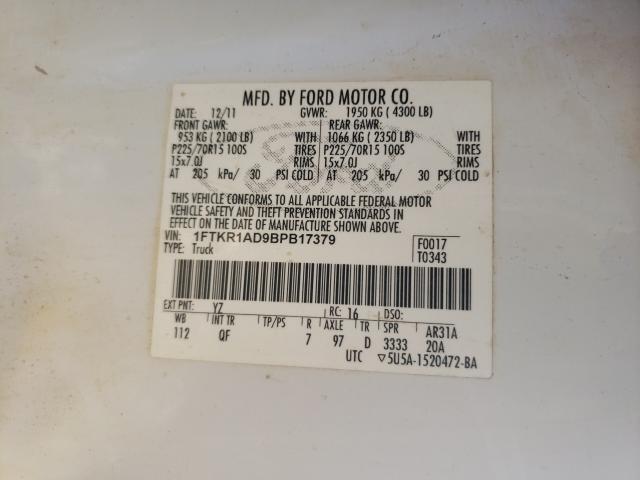 MFD. BY FORD MOTOR CO.
DATE: 12/11 GVWR: 1950 KG ( 4300 LB)
FRONT GAWR: REAR GAWR:
953 KG ( 2100 LB) WITH 1066 KG ( 2350 LB) WITH
P225/70R15 100S TIRES P225/70R15 100S TIRES
15x7.0J RIMS 15x7.0J RIMS
AT 205 kPa/ 30 PSI COLD AT 205 kPa/ 30 PSI COLD
THIS VEHICLE CONFORMS TO ALL APPLICABLE FEDERAL MOTOR
VEHICLE SAFETY AND THEFT PREVENTION STANDARDS IN
EFFECT ON THE DATE OF MANUFACTURE SHOWN ABOVE.
VIN: 1FTKR1AD9BPB17379 F0017
TYPE: Truck T0343
EXT PNT: YZ RC: 16 DSO:
WB INT TR TP/PS R AXLE TR SPR AR31A
112 QF 7 97 D 3333 20A
UTC ▽5U5A-1520472-BA